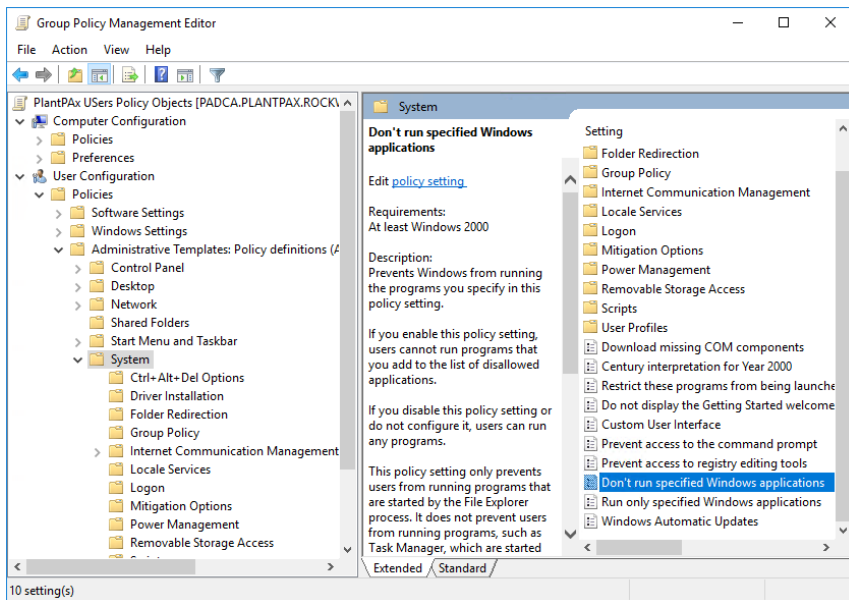 Group Policy Management Editor
File Action View Help
PlantPAx USers Policy Objects [PADCA.PLANTPAX.ROCKW
Computer Configuration
Policies
Preferences
User Configuration
Policies
Software Settings
Windows Settings
Administrative Templates: Policy definitions (A
Control Panel
Desktop
Network
Shared Folders
Start Menu and Taskbar
System
Ctrl+Alt+Del Options
Driver Installation
Folder Redirection
Group Policy
Internet Communication Management
Locale Services
Logon
Mitigation Options
Power Management
Removable Storage Access
System
Don't run specified Windows
applications
Edit policy setting
Requirements:
At least Windows 2000
Description:
Prevents Windows from running
the programs you specify in this
policy setting.
If you enable this policy setting,
users cannot run programs that
you add to the list of disallowed
applications.
If you disable this policy setting or
do not configure it, users can run
any programs.
This policy setting only prevents
users from running programs that
are started by the File Explorer
process. It does not prevent users
from running programs, such as
Task Manager, which are started
Setting
Folder Redirection
Group Policy
Internet Communication Management
Locale Services
Logon
Mitigation Options
Power Management
Removable Storage Access
Scripts
User Profiles
Download missing COM components
Century interpretation for Year 2000
Restrict these programs from being launche
Do not display the Getting Started welcome
Custom User Interface
Prevent access to the command prompt
Prevent access to registry editing tools
Don't run specified Windows applications
Run only specified Windows applications
Windows Automatic Updates
Extended Standard
10 setting(s)